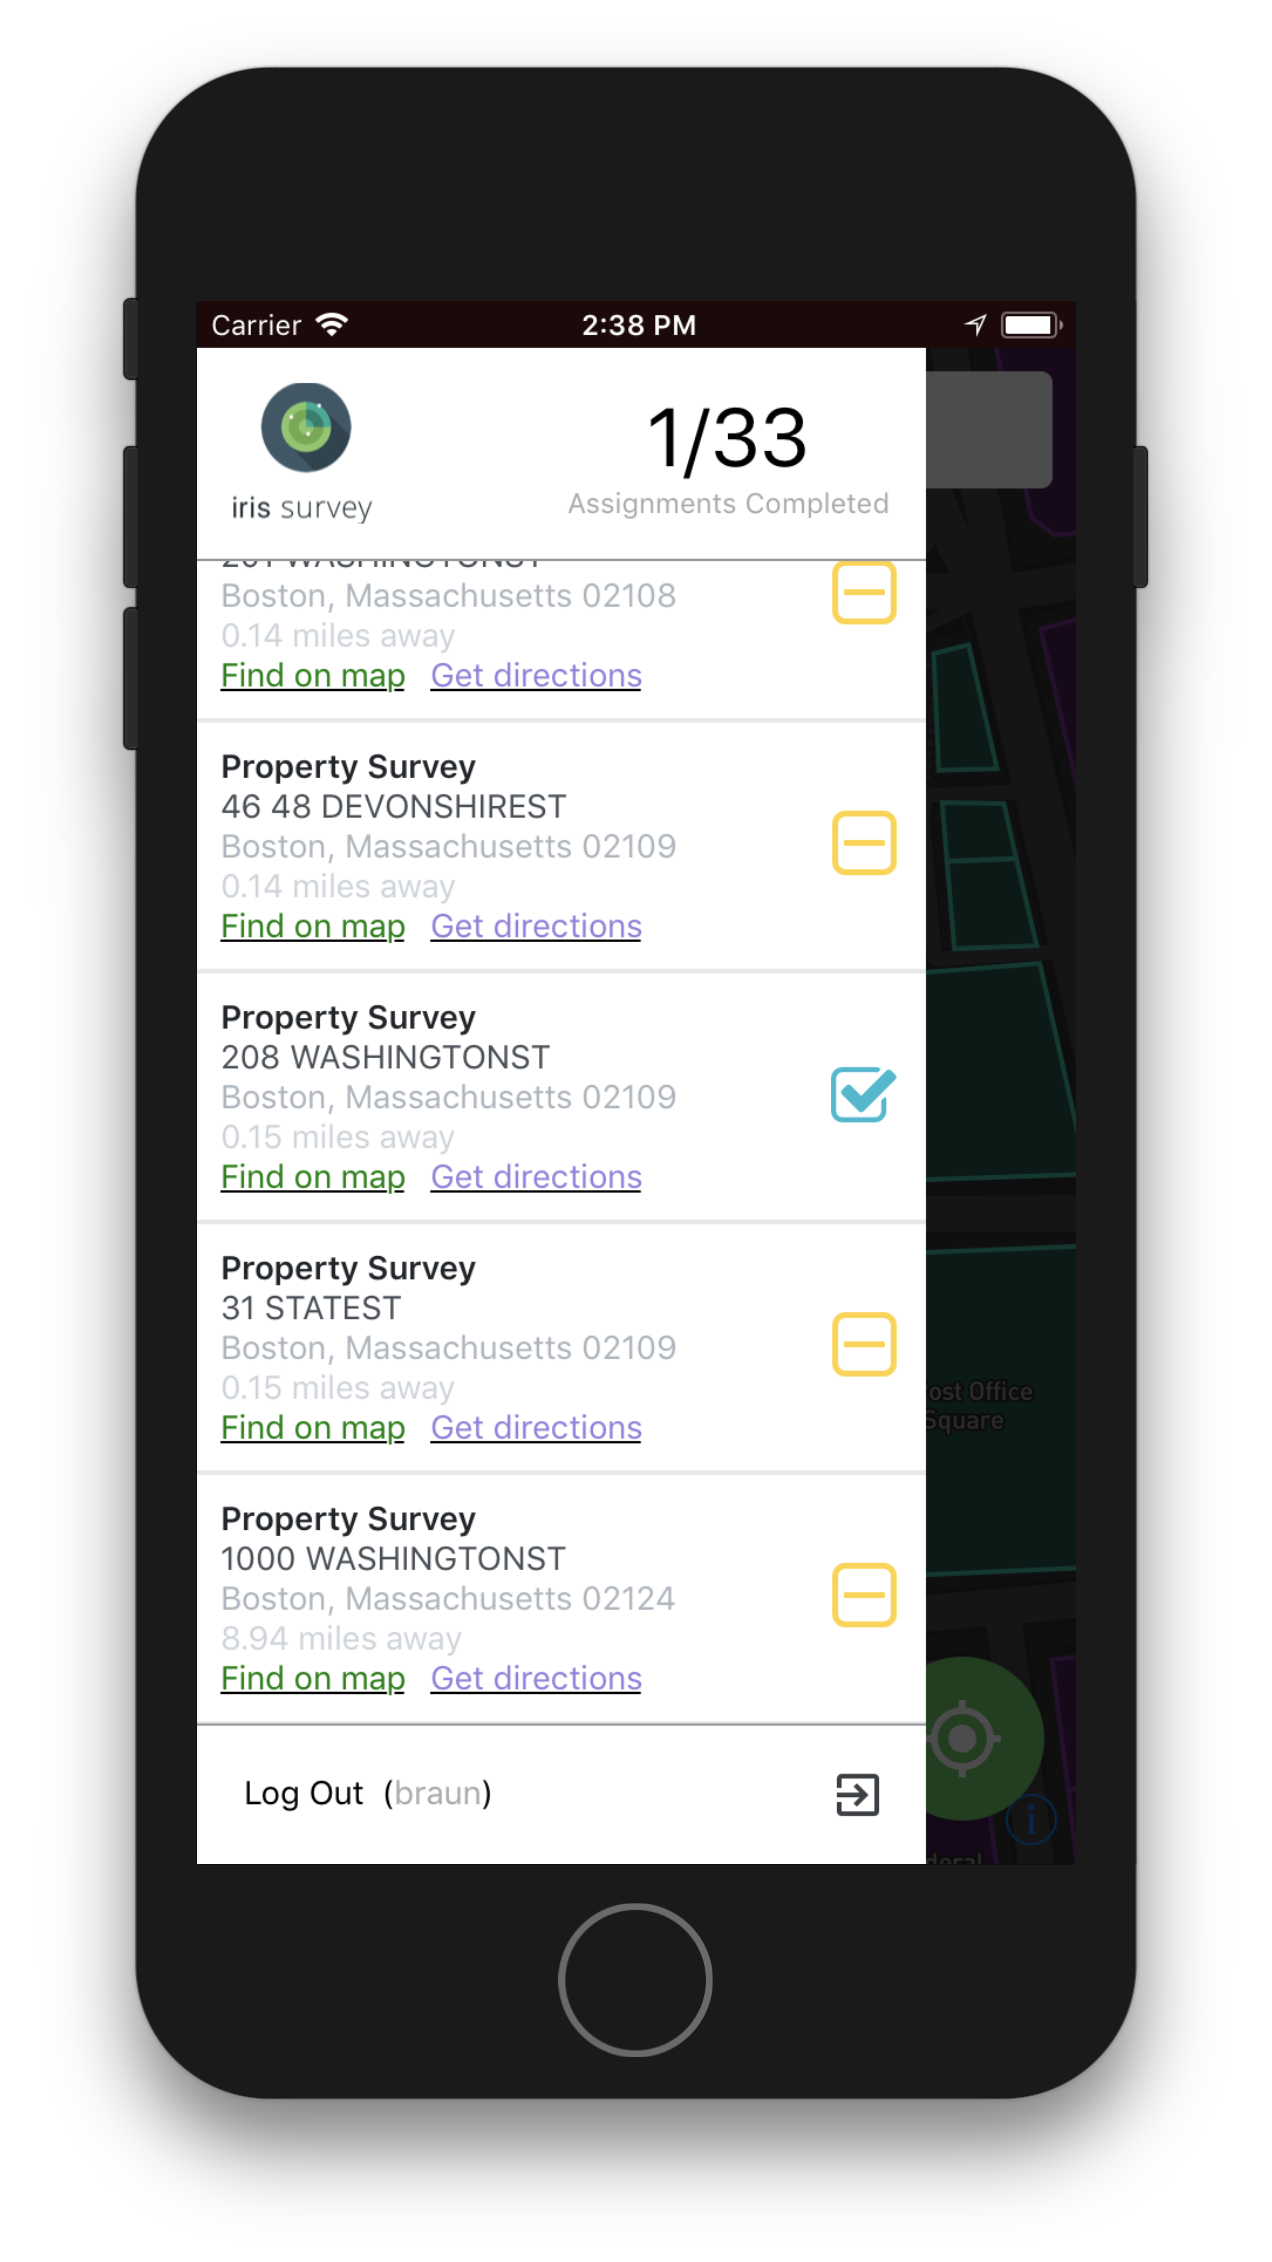 Carrier 2:38 PM
iris survey
1/33
Assignments Completed
Boston, Massachusetts 02108
0.14 miles away
Find on map Get directions
Property Survey
46 48 DEVONSHIREST
Boston, Massachusetts 02109
0.14 miles away
Find on map Get directions
Property Survey
208 WASHINGTONST
Boston, Massachusetts 02109
0.15 miles away
Find on map Get directions
Property Survey
31 STATEST
Boston, Massachusetts 02109
0.15 miles away
Find on map Get directions
Property Survey
1000 WASHINGTONST
Boston, Massachusetts 02124
8.94 miles away
Find on map Get directions
Log Out (braun)
ost Office
Square